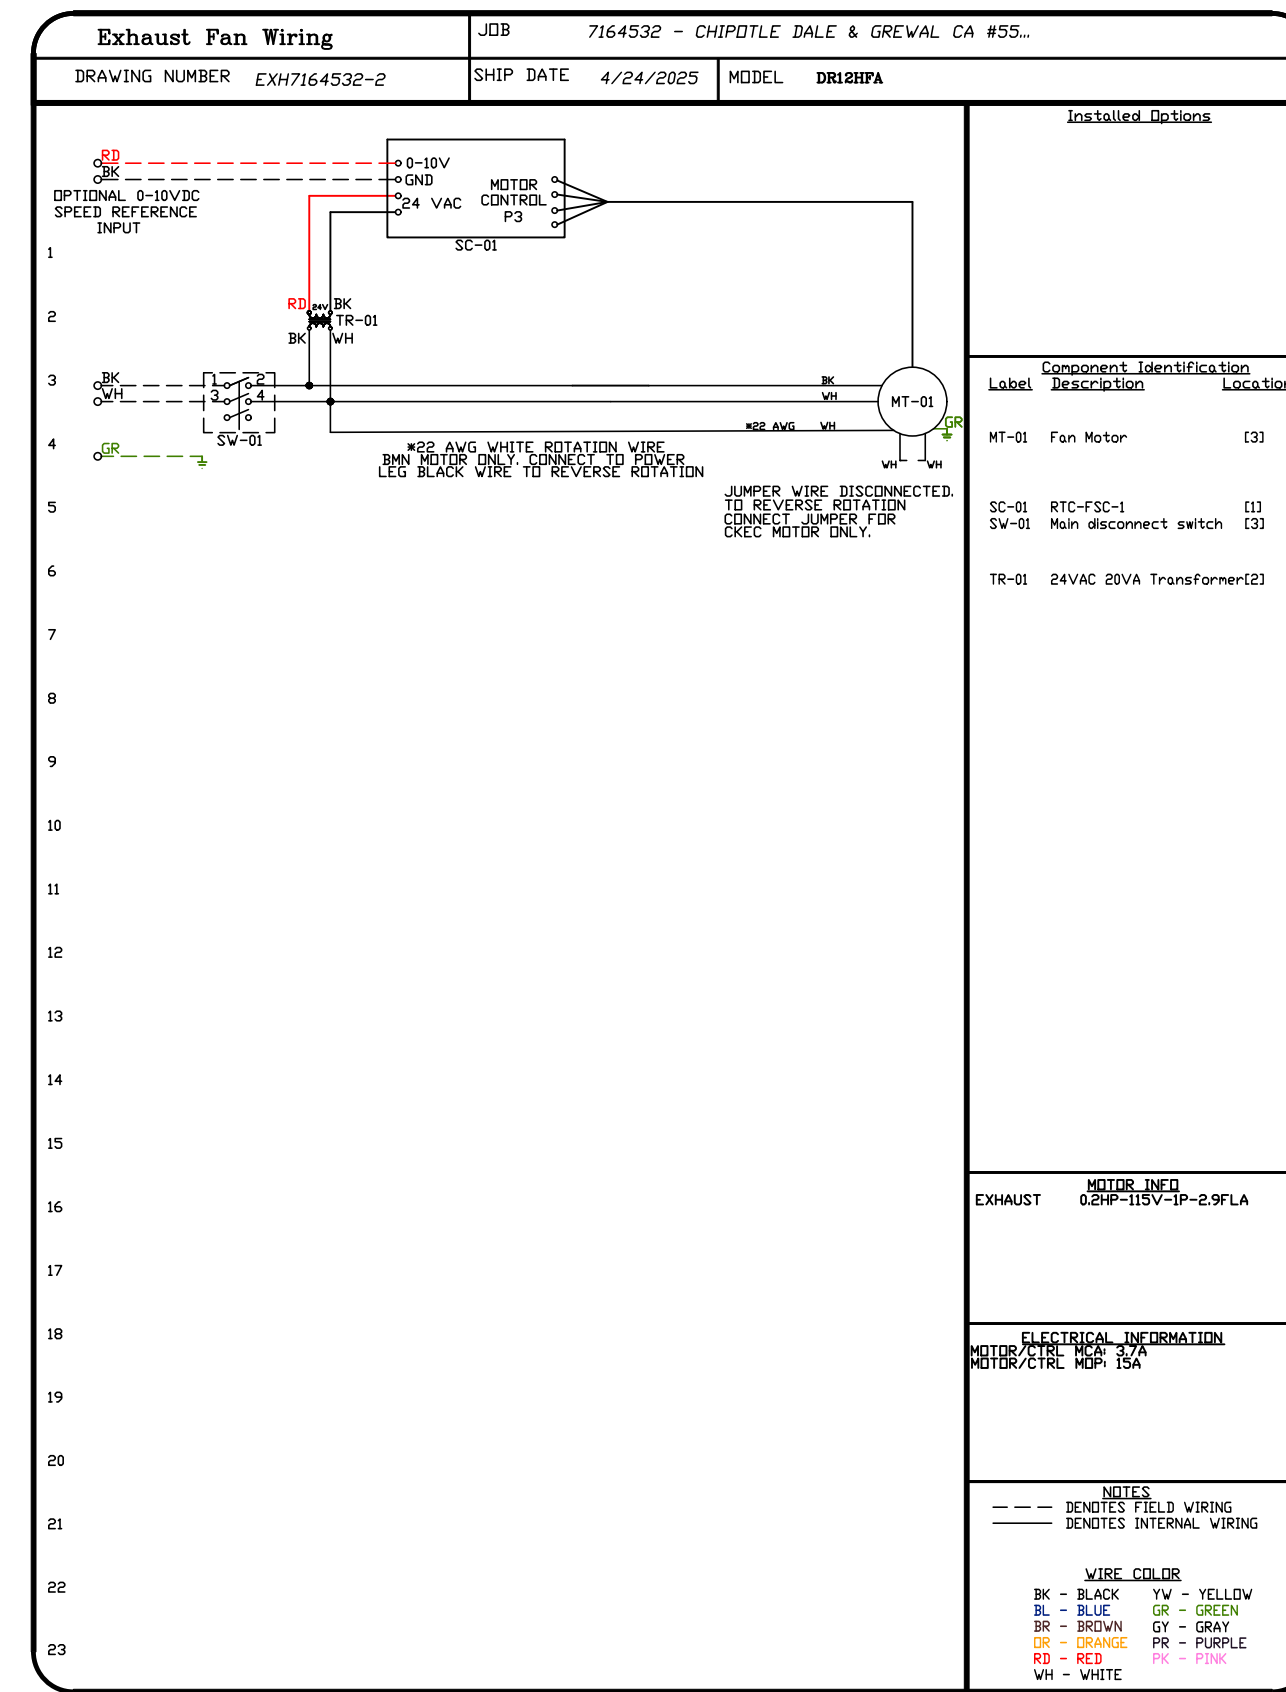 Exhaust Fan Wiring
JOB 7164532 - CHIPOTLE DALE & GREWAL CA #55...
DRAWING NUMBER EXH7164532-2
SHIP DATE 4/24/2025
MODEL DR12HFA
RD
BK
OPTIONAL 0-10VDC
SPEED REFERENCE
INPUT
0-10V
GND
24 VAC
MOTOR
CONTROL
P3
SC-01
RD 24V BK
TR-01
BK WH
BK
WH
1 2
3 4
SW-01
GR
BK
WH
MT-01
*22 AWG WH
GR
WH WH
*22 AWG WHITE ROTATION WIRE
BMN MOTOR ONLY. CONNECT TO POWER
LEG BLACK WIRE TO REVERSE ROTATION
JUMPER WIRE DISCONNECTED.
TO REVERSE ROTATION
CONNECT JUMPER FOR
CKEC MOTOR ONLY.
1
2
3
4
5
6
7
8
9
10
11
12
13
14
15
16
17
18
19
20
21
22
23
Installed Options
Component Identification
Label Description Location
MT-01 Fan Motor [3]
SC-01 RTC-FSC-1 [1]
SW-01 Main disconnect switch [3]
TR-01 24VAC 20VA Transformer[2]
MOTOR INFO
EXHAUST 0.2HP-115V-1P-2.9FLA
ELECTRICAL INFORMATION
MOTOR/CTRL MCA: 3.7A
MOTOR/CTRL MOP: 15A
NOTES
— — — DENOTES FIELD WIRING
——— DENOTES INTERNAL WIRING
WIRE COLOR
BK - BLACK YW - YELLOW
BL - BLUE GR - GREEN
BR - BROWN GY - GRAY
OR - ORANGE PR - PURPLE
RD - RED PK - PINK
WH - WHITE